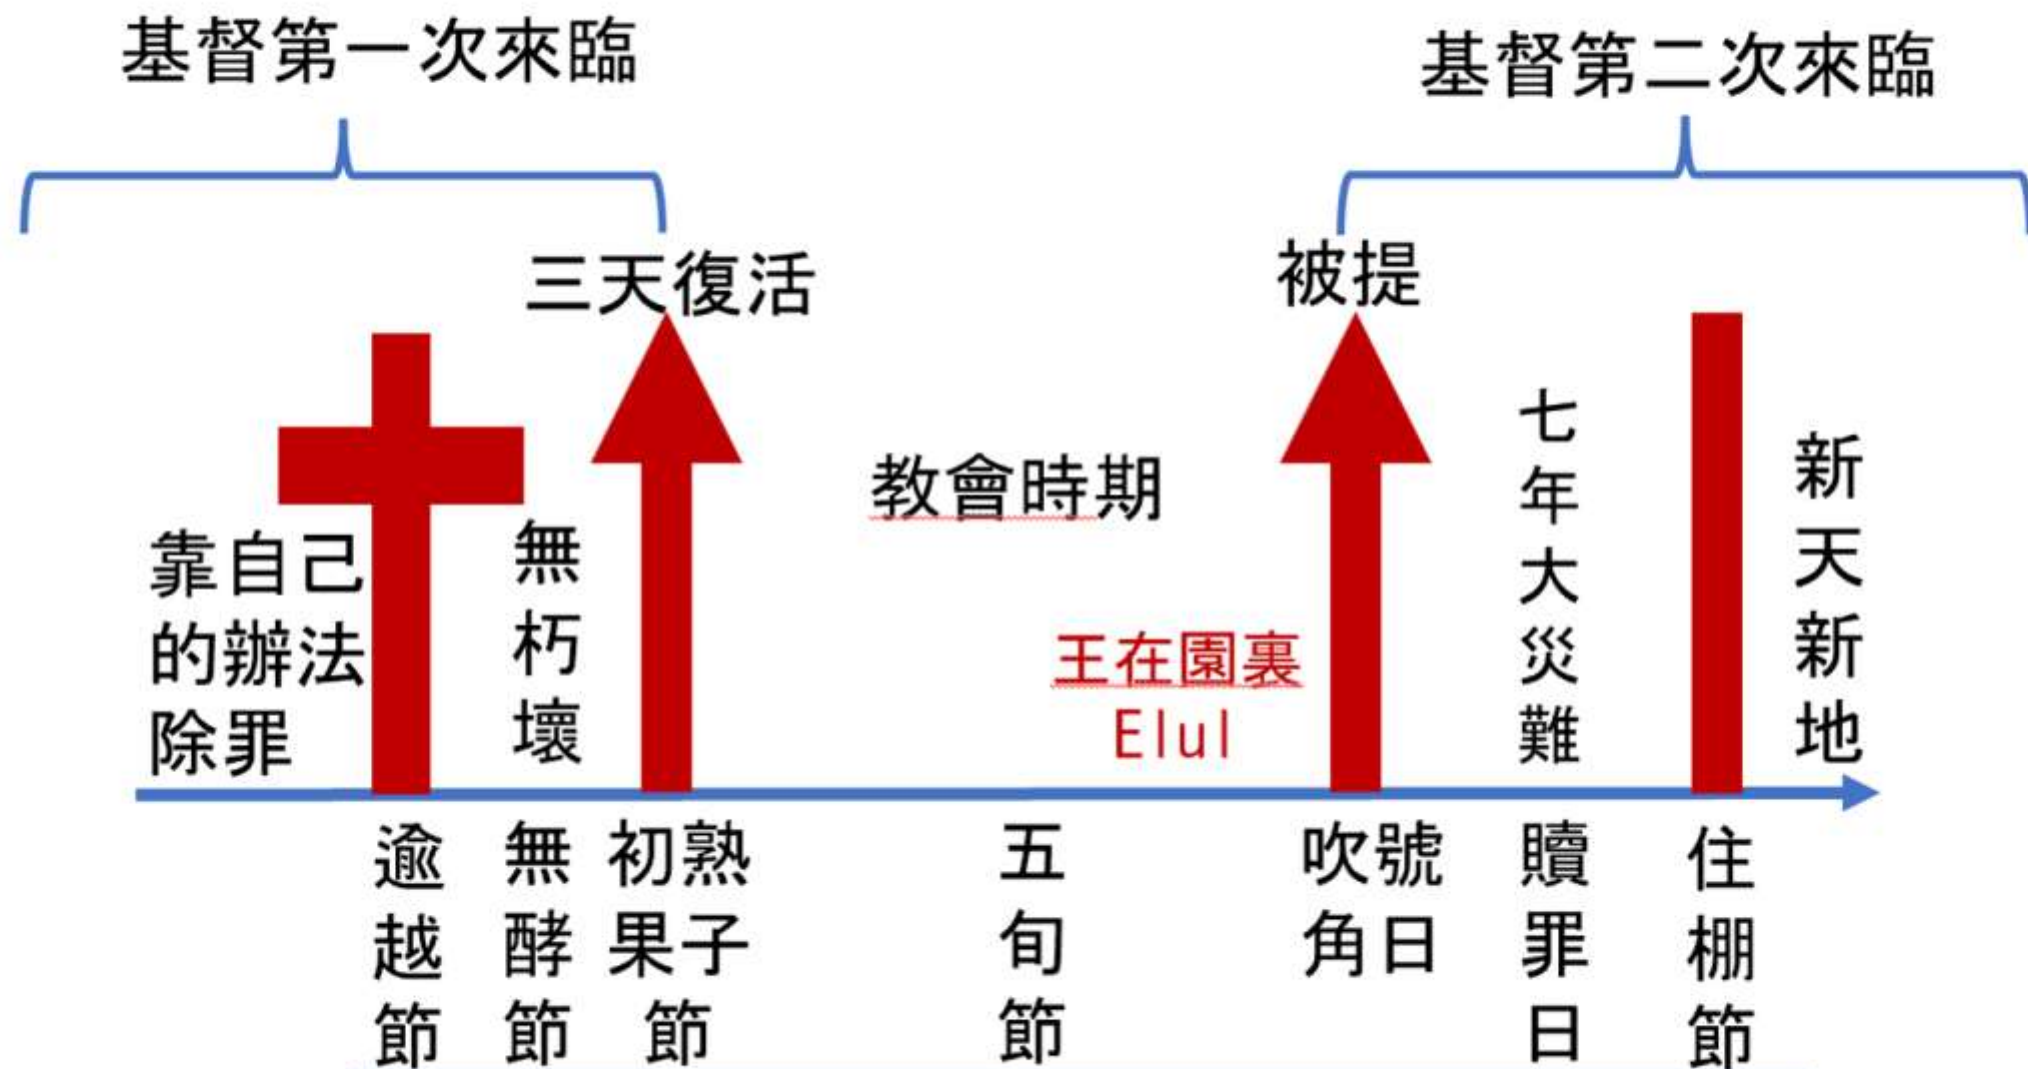 基督第一次來臨
基督第二次來臨
三天復活
被提
靠自己
的辦法
除罪
無朽壞
教會時期
王在園裏
Elul
七年大災難
新天新地
逾越節
無酵節
初熟
果子
節
五旬節
吹號
角日
贖罪日
住棚節